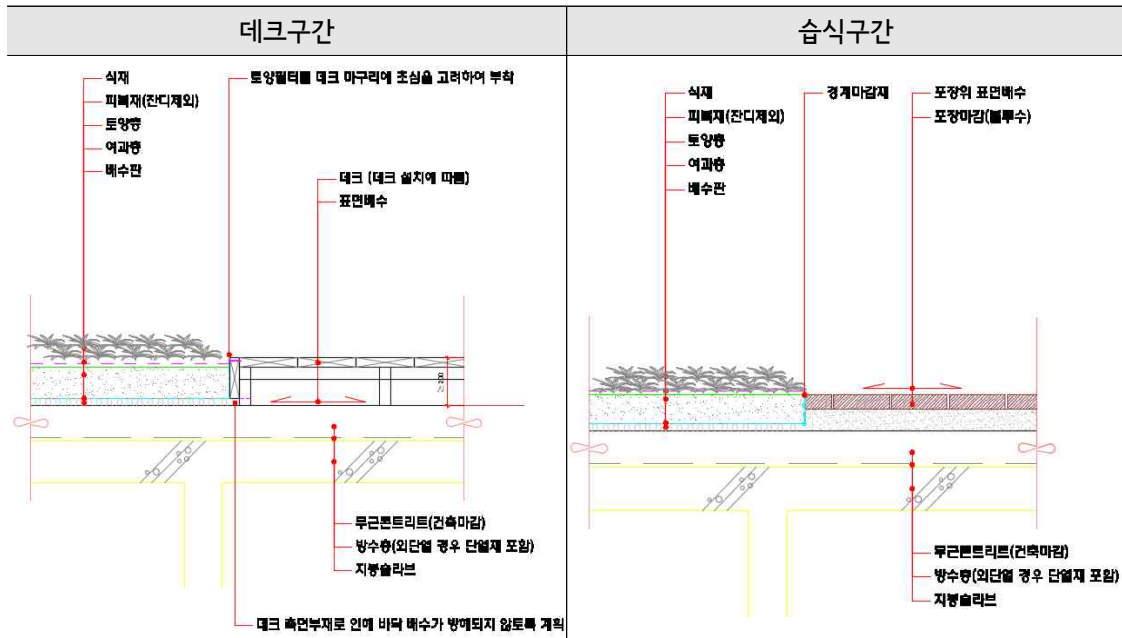 데크구간
습식구간
식재
피복재(잔디제외)
토양층
여과층
배수판
토양필터를 데크 마구리에 초심을 고려하여 부착
데크 (데크 설치에 따름)
표면배수
≥ 200
무근콘크리트(건축마감)
방수층(외단열 경우 단열재 포함)
지붕슬라브
데크 측면부재로 인해 바닥 배수가 방해되지 않토록 계획
식재
피복재(잔디제외)
토양층
여과층
배수판
경계마감재
포장위 표면배수
포장마감(불투수)
무근콘크리트(건축마감)
방수층(외단열 경우 단열재 포함)
지붕슬라브